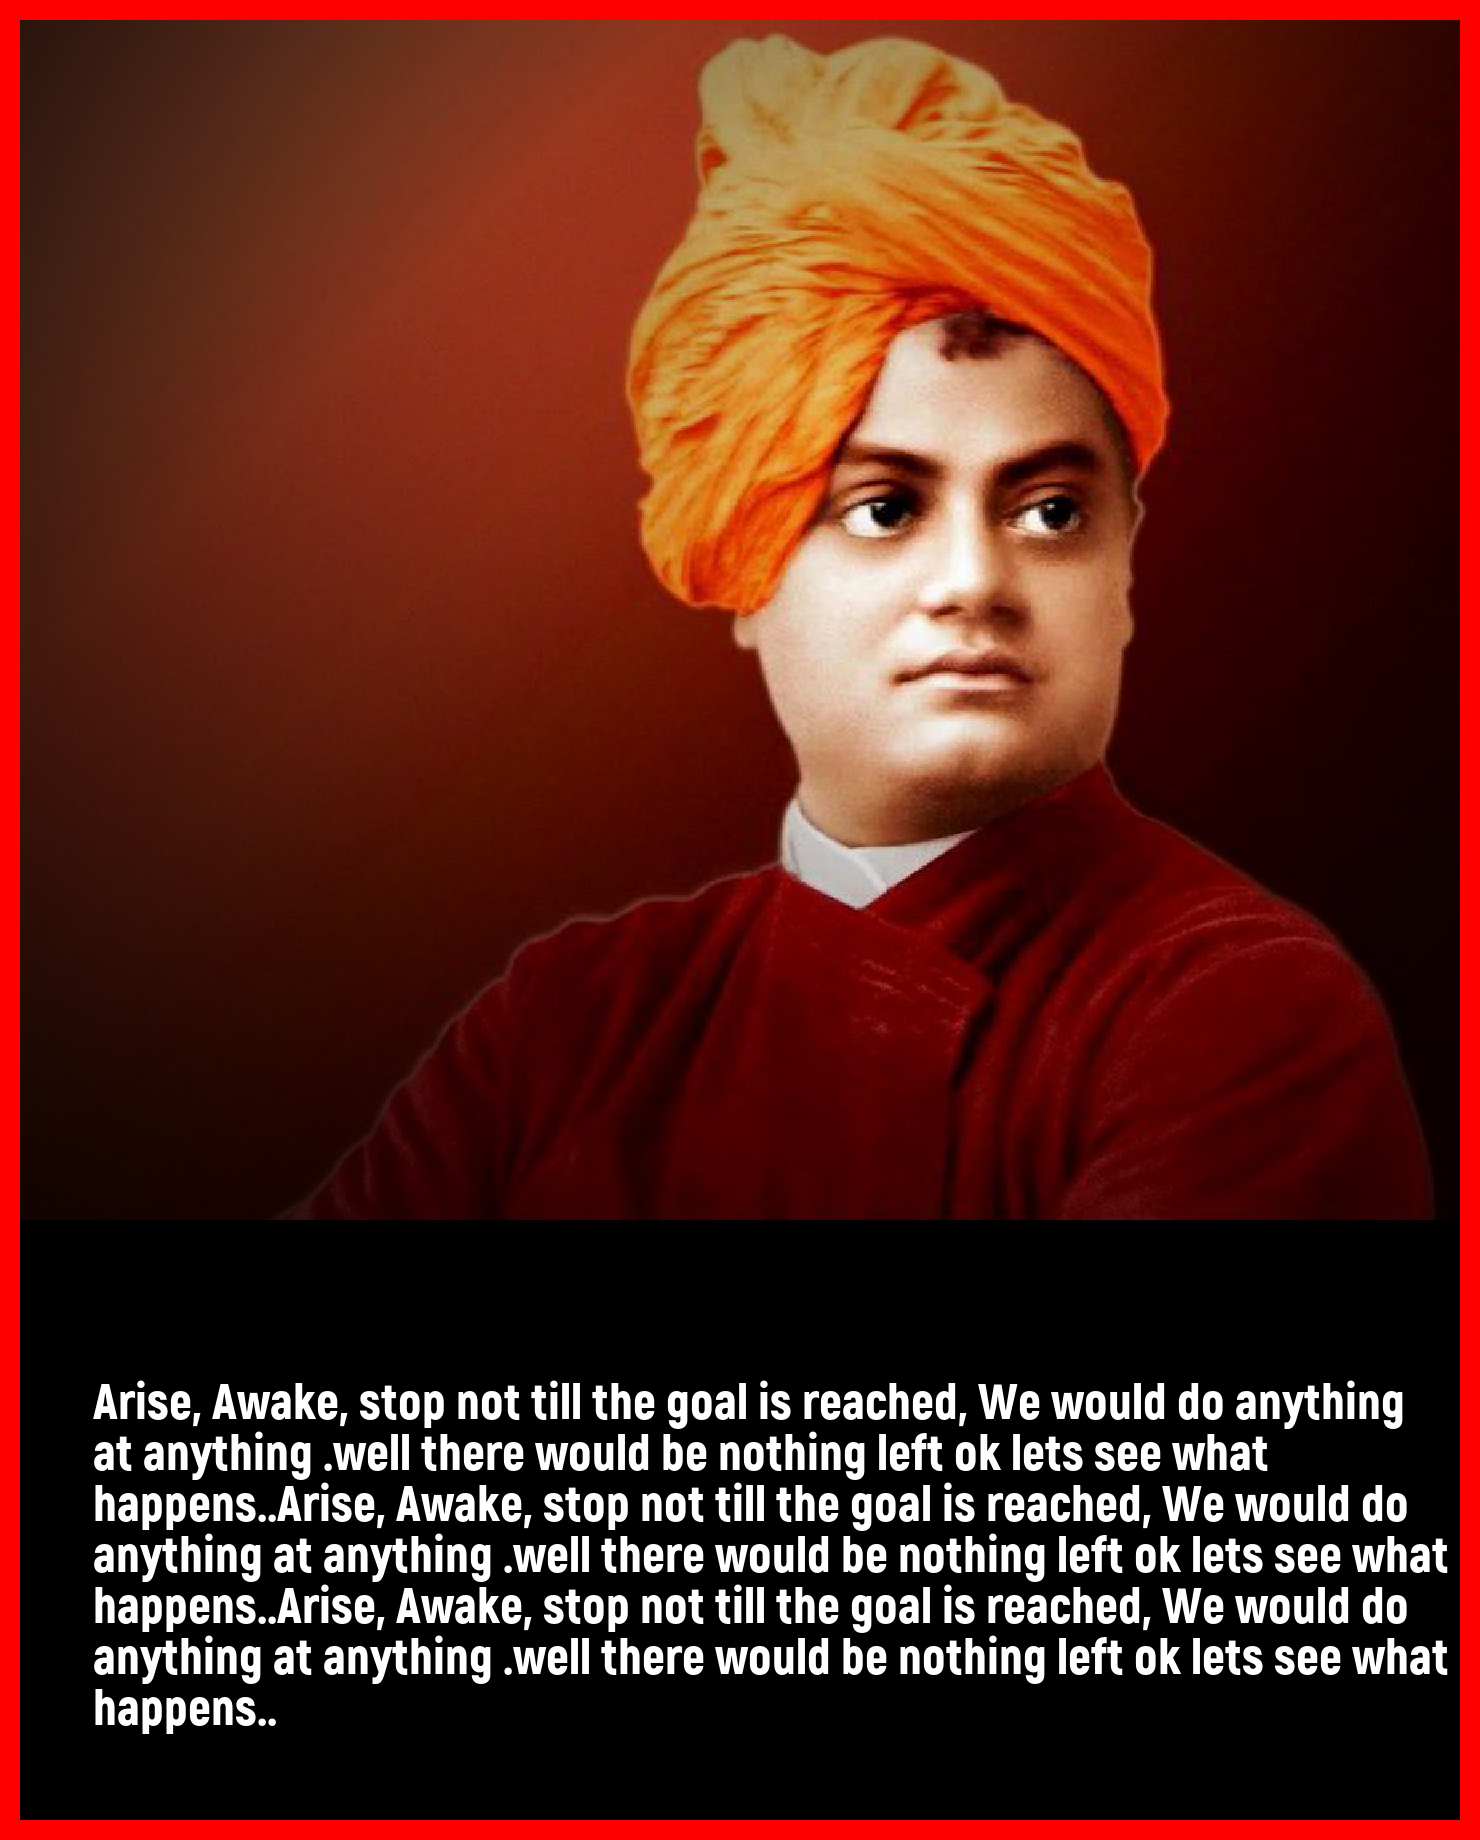 Arise, Awake, stop not till the goal is reached, We would do anything
at anything .well there would be nothing left ok lets see what
happens..Arise, Awake, stop not till the goal is reached, We would do
anything at anything .well there would be nothing left ok lets see what
happens..Arise, Awake, stop not till the goal is reached, We would do
anything at anything .well there would be nothing left ok lets see what
happens..